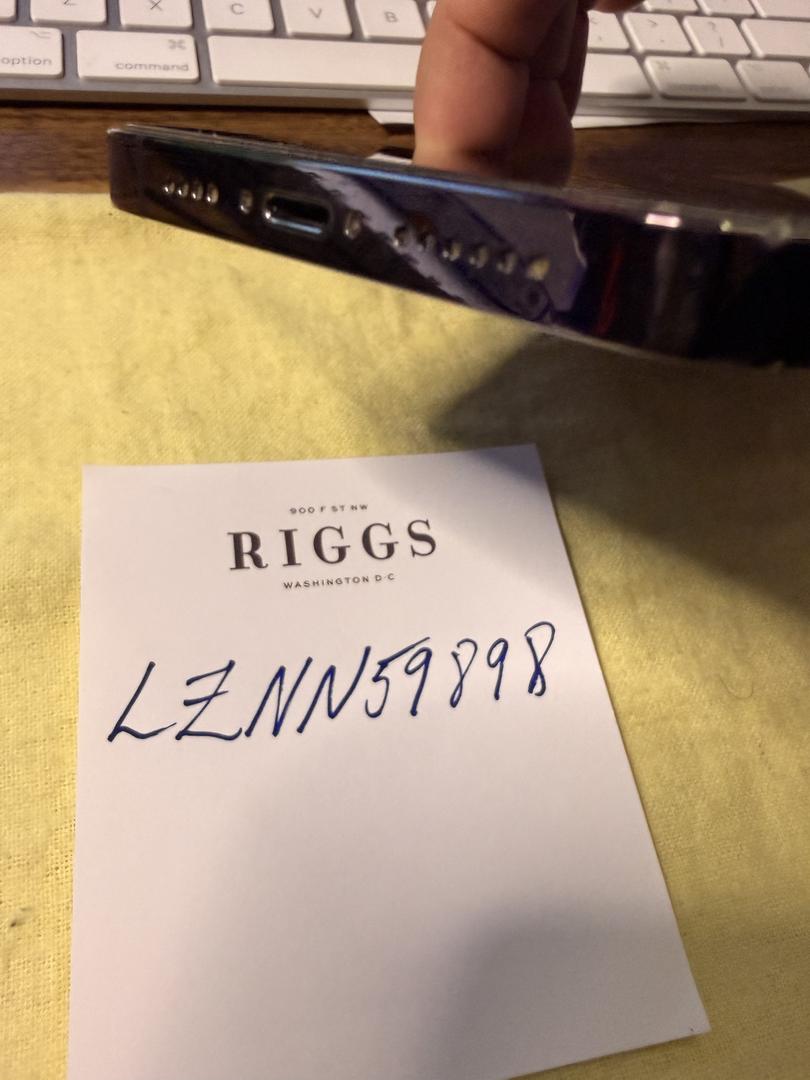 Z X C V B
option command
900 F ST NW
RIGGS
WASHINGTON D·C
LZNN59898